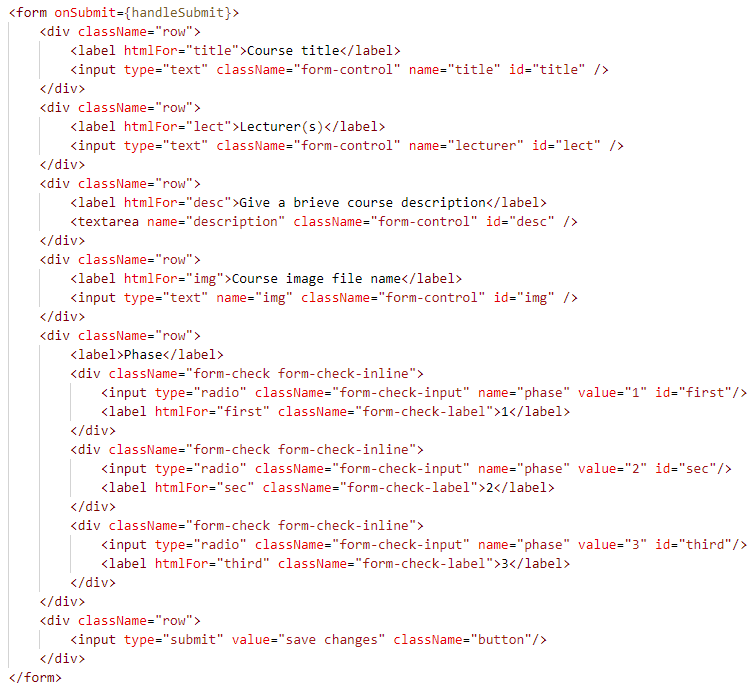 <form onSubmit={handleSubmit}>
    <div className="row">
        <label htmlFor="title">Course title</label>
        <input type="text" className="form-control" name="title" id="title" />
    </div>
    <div className="row">
        <label htmlFor="lect">Lecturer(s)</label>
        <input type="text" className="form-control" name="lecturer" id="lect" />
    </div>
    <div className="row">
        <label htmlFor="desc">Give a brieve course description</label>
        <textarea name="description" className="form-control" id="desc" />
    </div>
    <div className="row">
        <label htmlFor="img">Course image file name</label>
        <input type="text" name="img" className="form-control" id="img" />
    </div>
    <div className="row">
        <label>Phase</label>
        <div className="form-check form-check-inline">
            <input type="radio" className="form-check-input" name="phase" value="1" id="first"/>
            <label htmlFor="first" className="form-check-label">1</label>
        </div>
        <div className="form-check form-check-inline">
            <input type="radio" className="form-check-input" name="phase" value="2" id="sec"/>
            <label htmlFor="sec" className="form-check-label">2</label>
        </div>
        <div className="form-check form-check-inline">
            <input type="radio" className="form-check-input" name="phase" value="3" id="third"/>
            <label htmlFor="third" className="form-check-label">3</label>
        </div>
    </div>
    <div className="row">
        <input type="submit" value="save changes" className="button"/>
    </div>
</form>